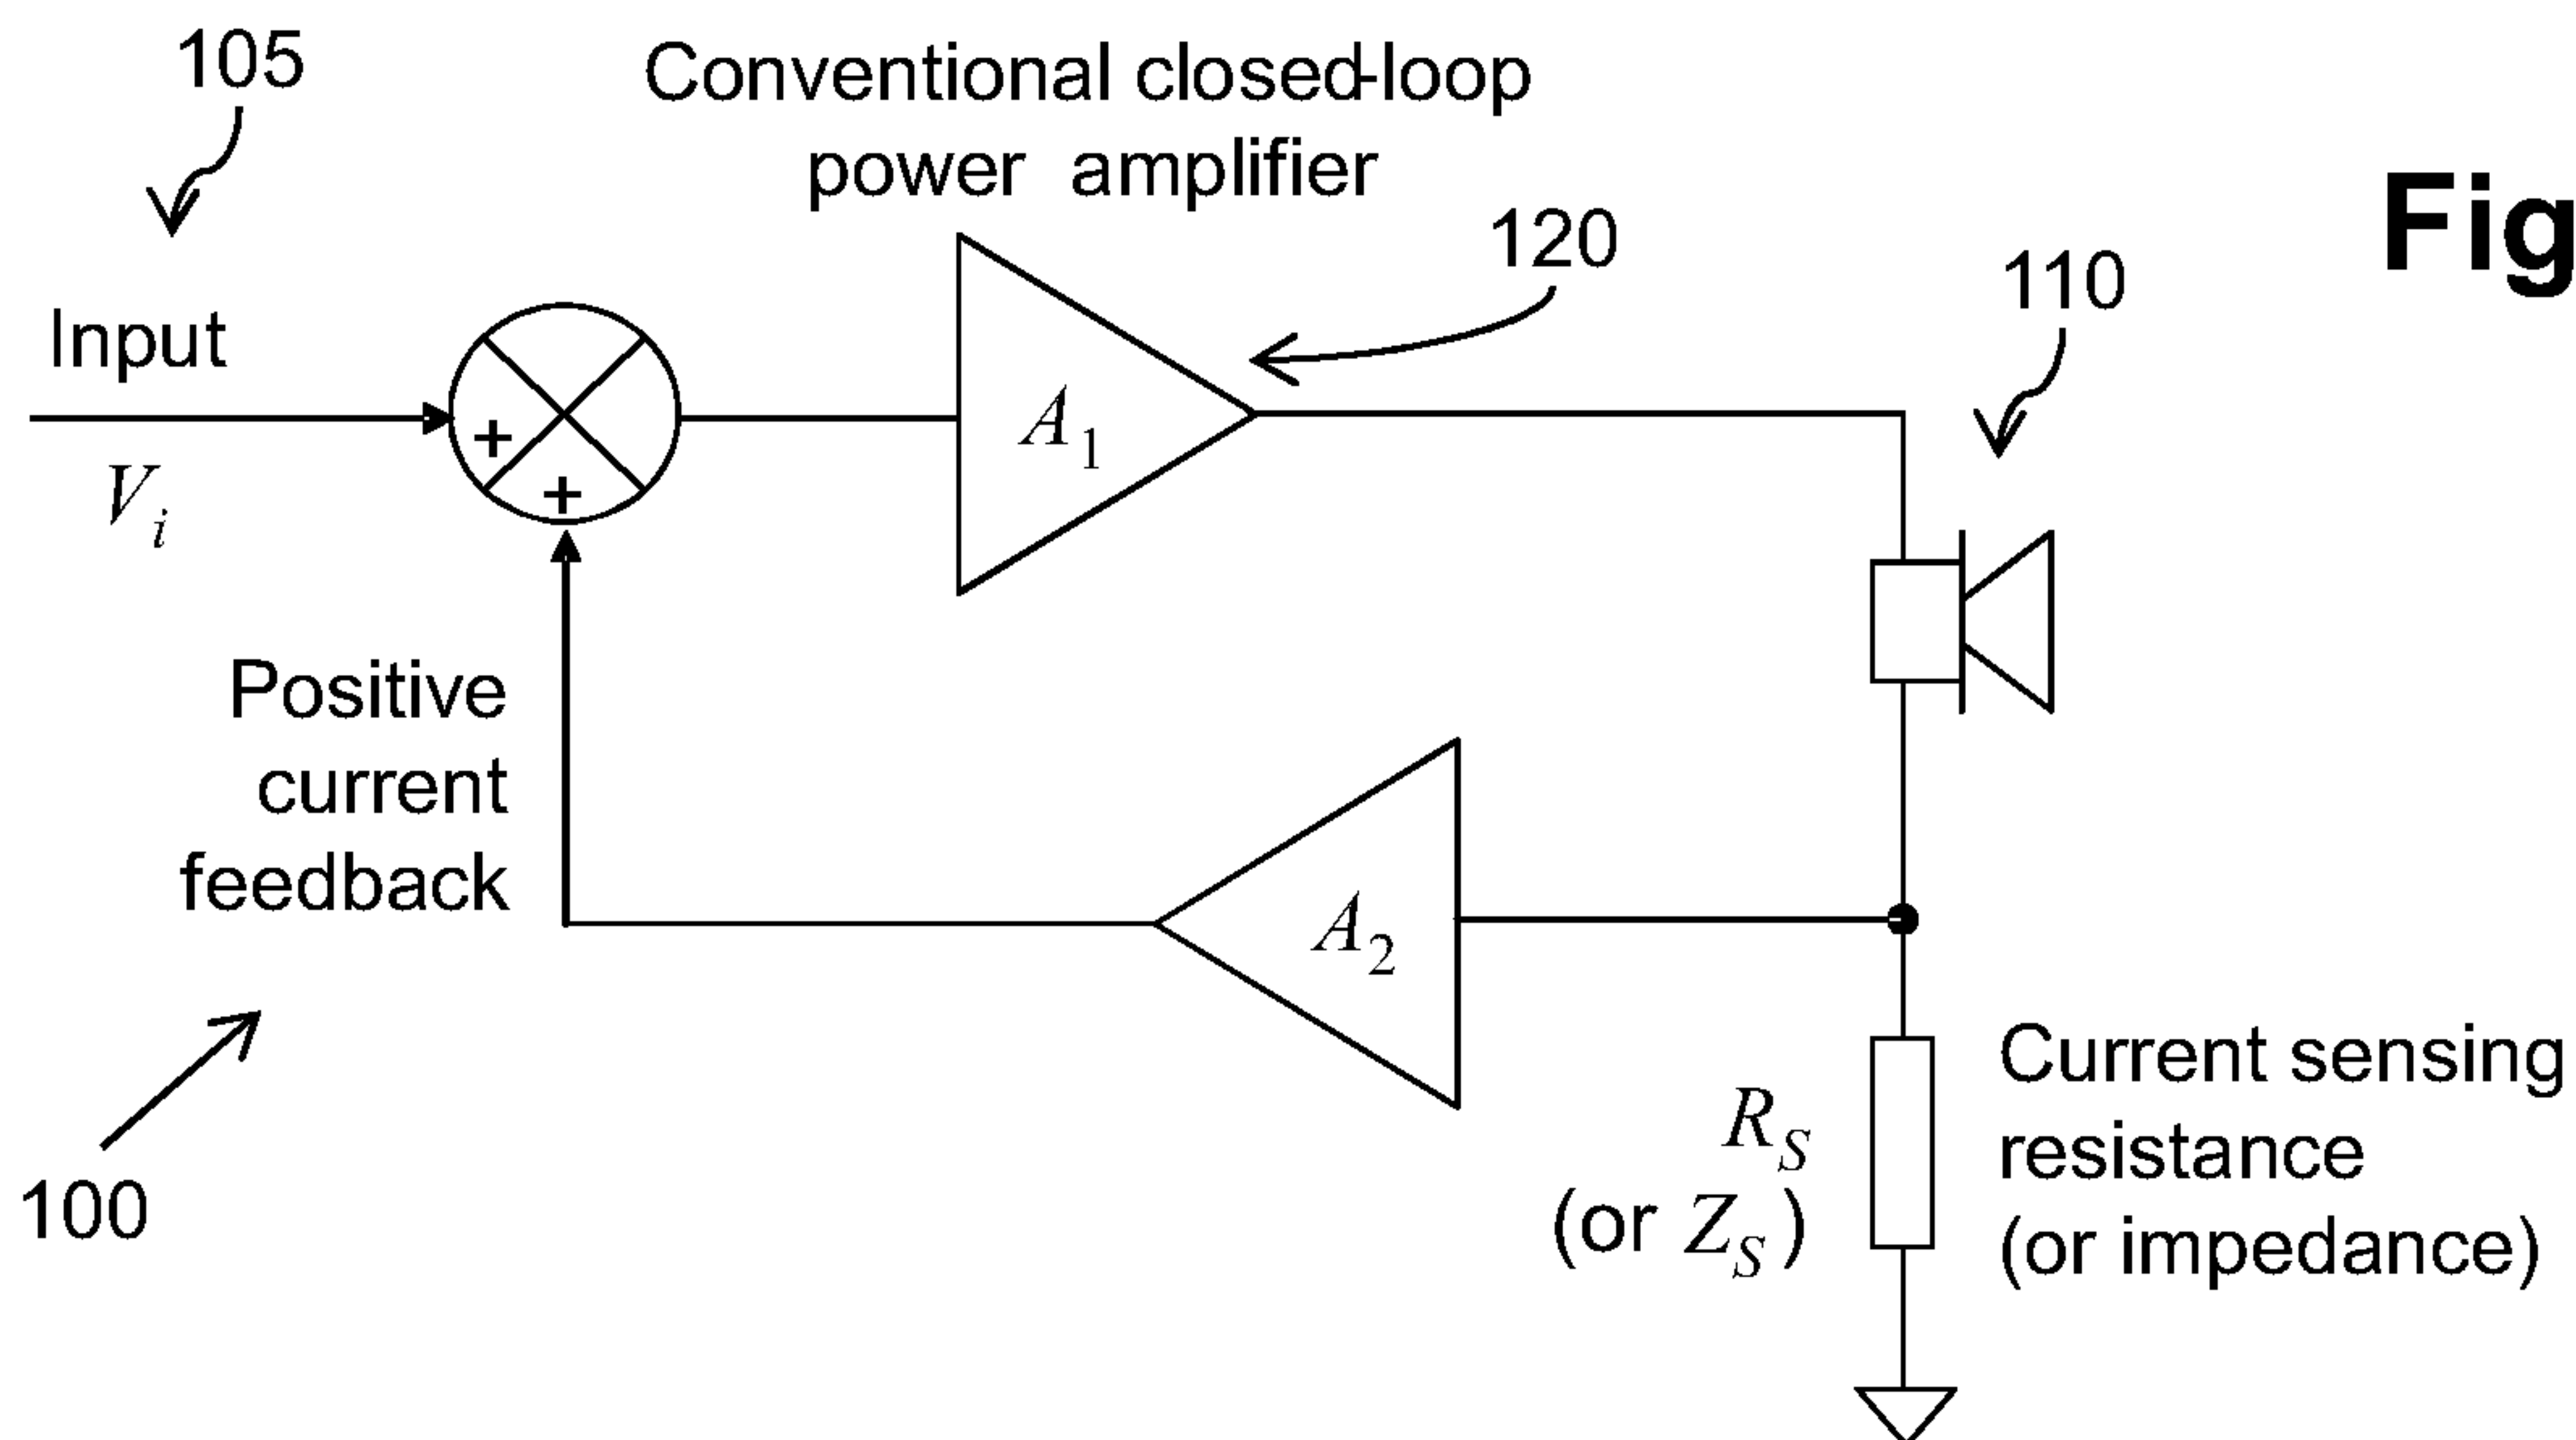 105
Conventional closed-loop
power amplifier
Fig
120
110
Input
V_i
+
+
A_1
Positive
current
feedback
A_2
100
R_S
(or Z_S)
Current sensing
resistance
(or impedance)